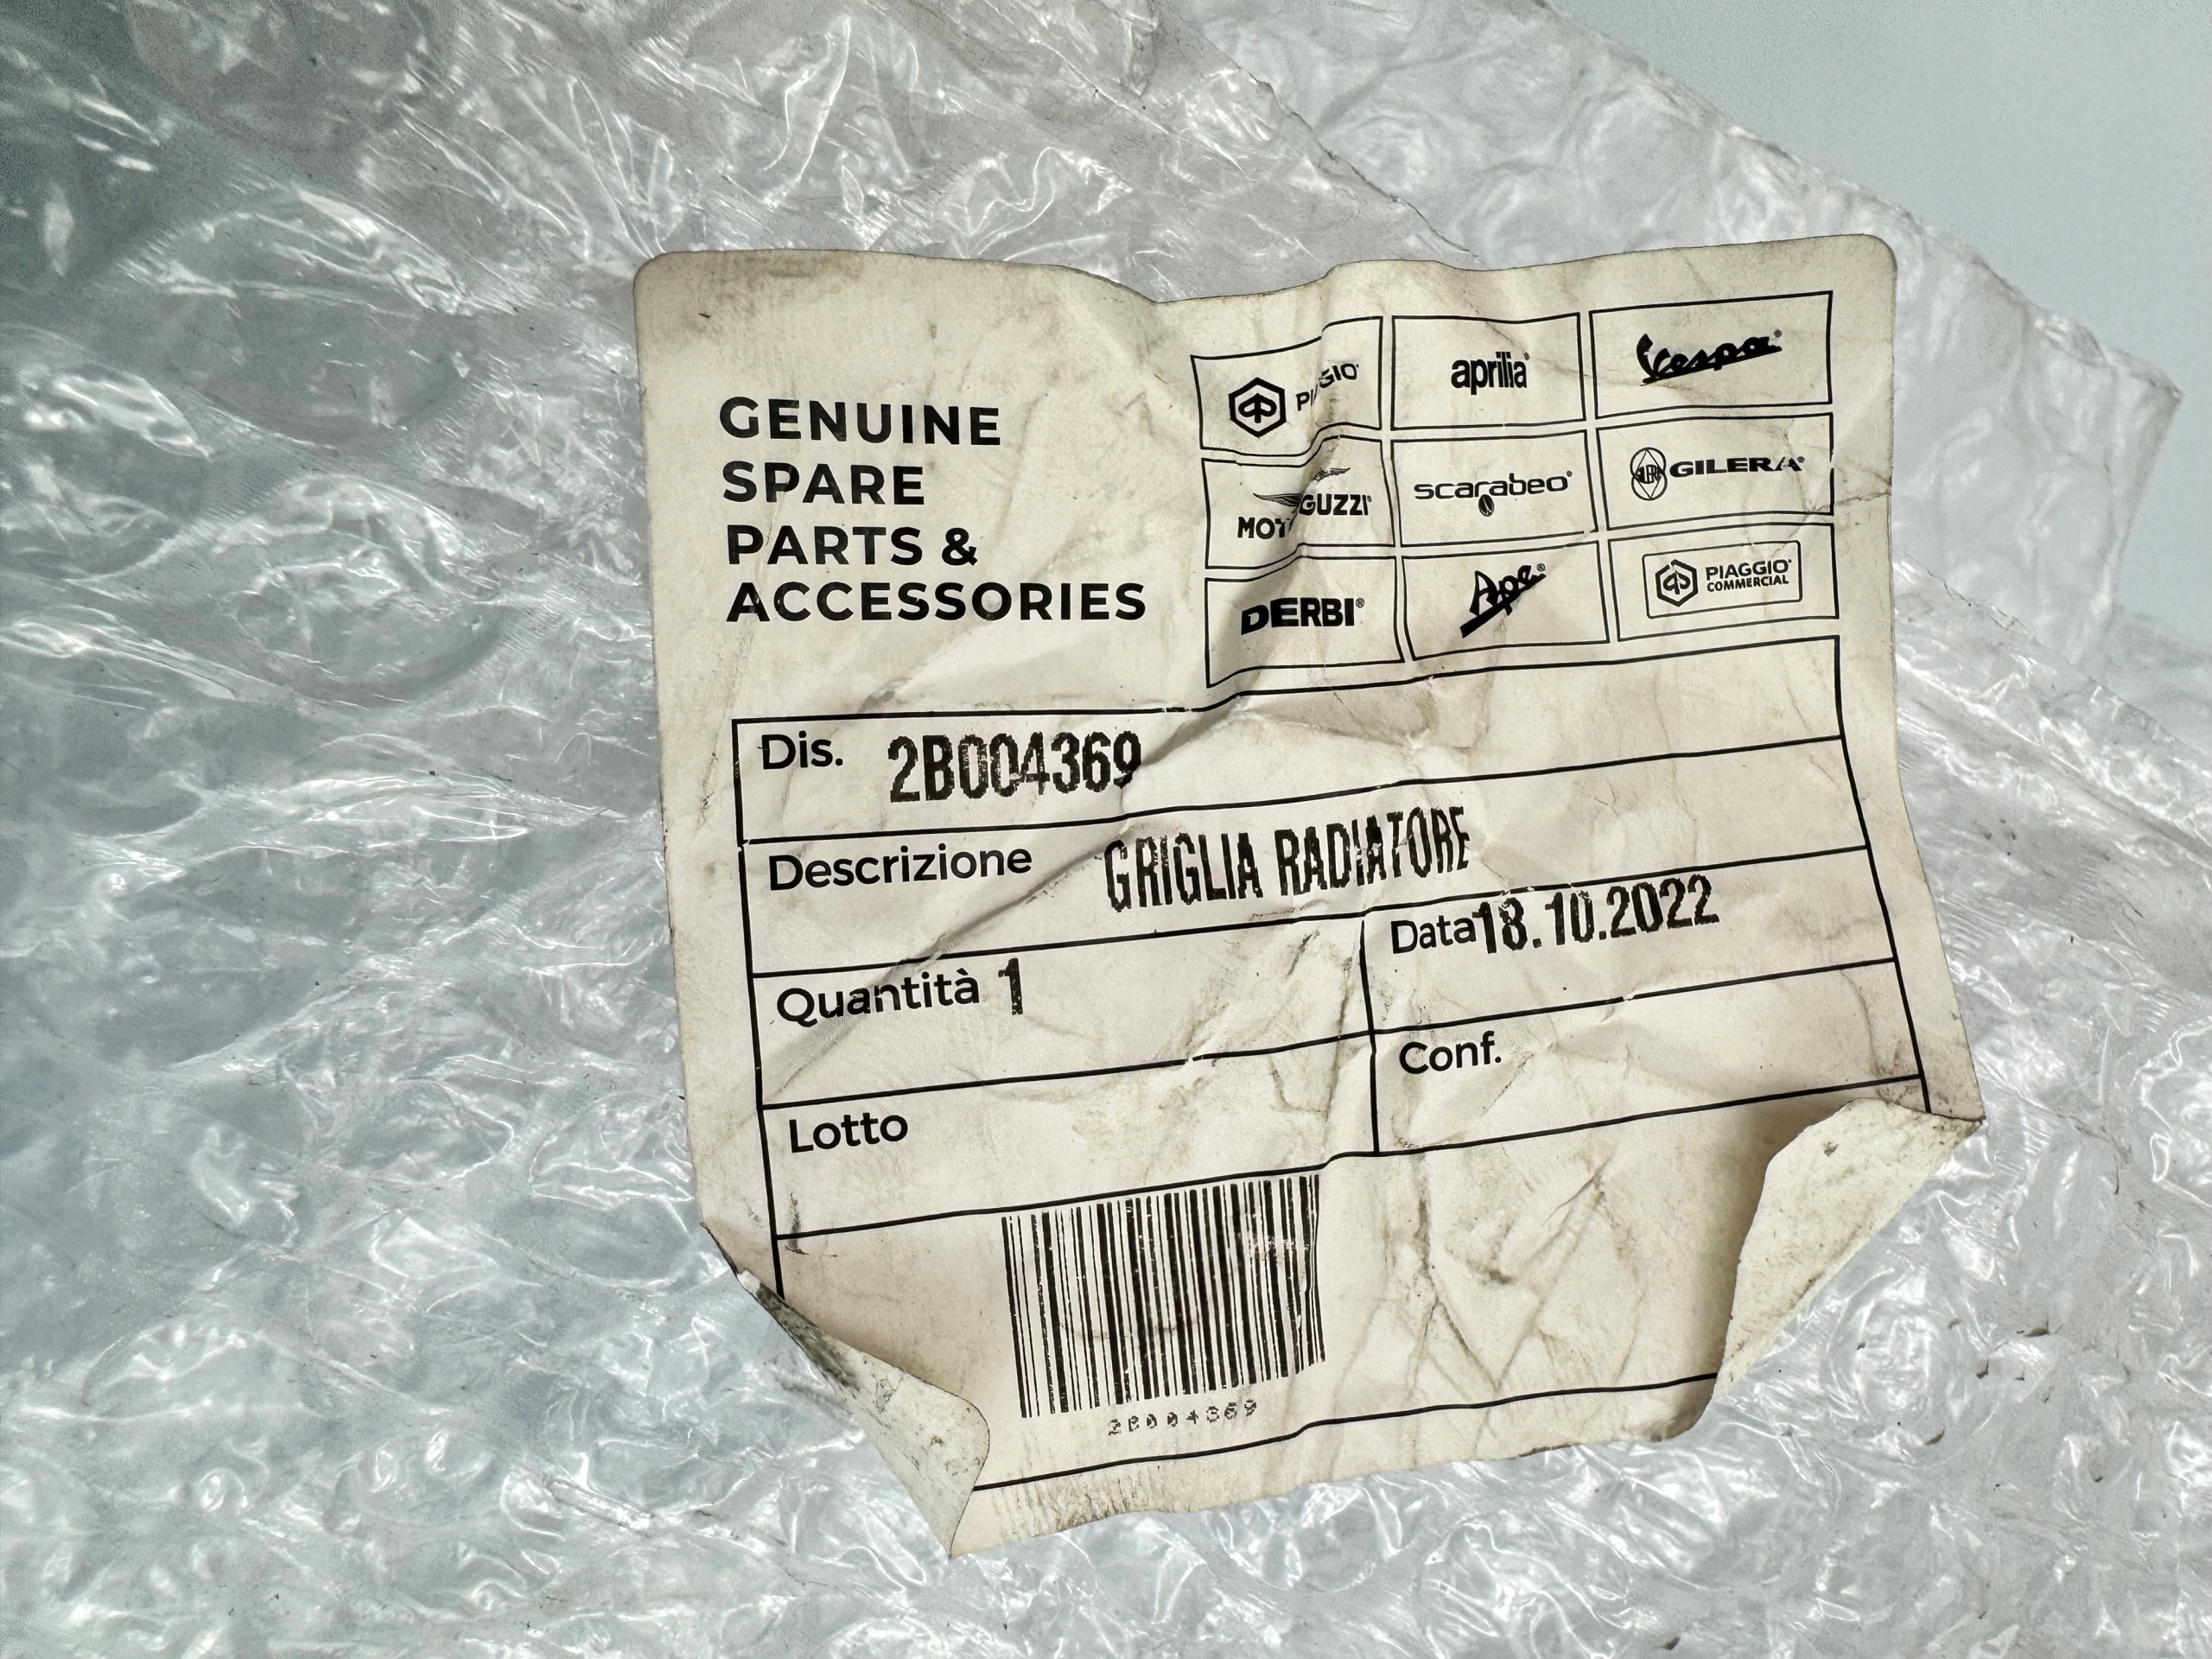 GENUINE
SPARE
PARTS &
ACCESSORIES
PIAGGIO®
aprilia®
Vespa®
MOTO GUZZI®
scarabeo®
GILERA®
DERBI®
Ape®
PIAGGIO®
COMMERCIAL
Dis. 2B004369
Descrizione GRIGLIA RADIATORE
Quantità 1
Data 18.10.2022
Lotto
Conf.
2B004369